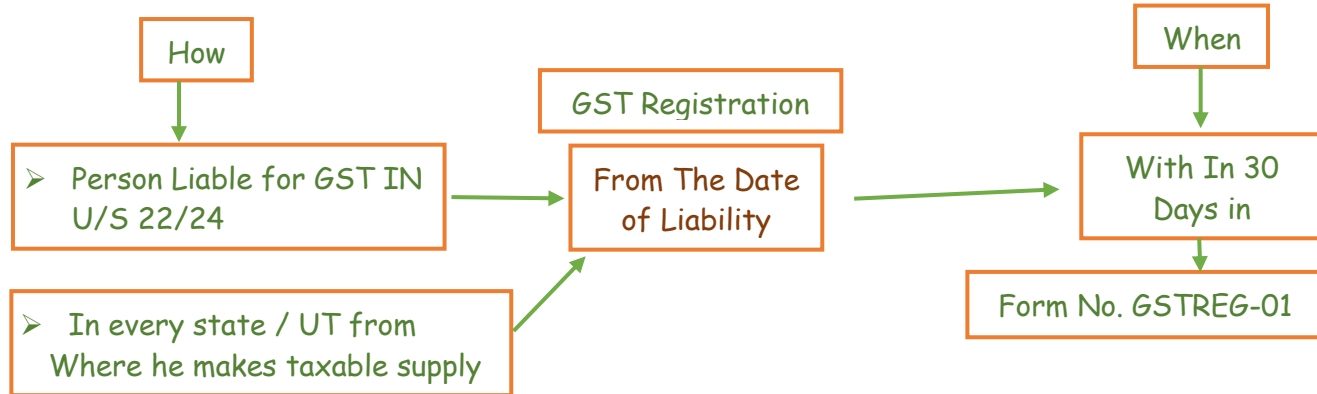 How
When
GST Registration
➢ Person Liable for GST IN
U/S 22/24
From The Date
of Liability
With In 30
Days in
➢ In every state / UT from
Where he makes taxable supply
Form No. GSTREG-01